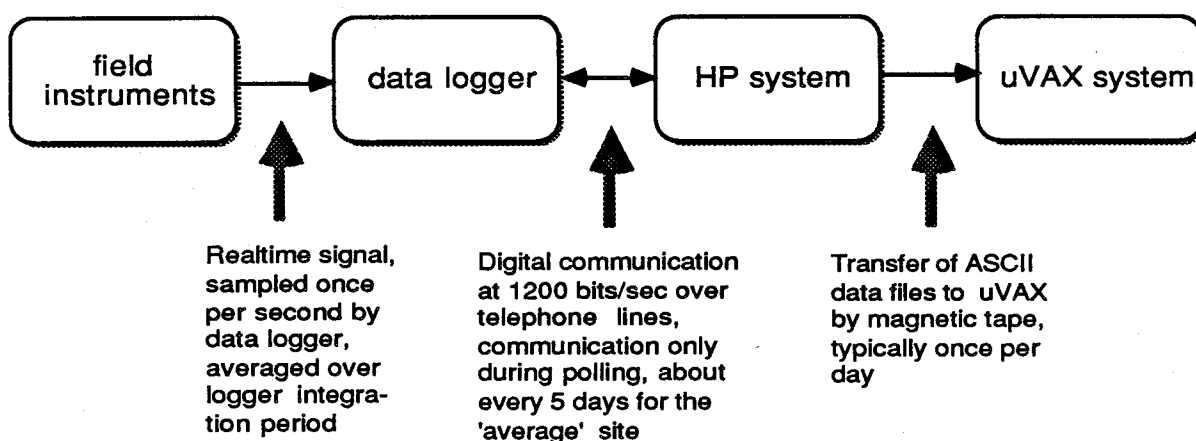 field
instruments
data logger
HP system
uVAX system
Realtime signal,
sampled once
per second by
data logger,
averaged over
logger integra-
tion period
Digital communication
at 1200 bits/sec over
telephone lines,
communication only
during polling, about
every 5 days for the
'average' site
Transfer of ASCII
data files to uVAX
by magnetic tape,
typically once per
day